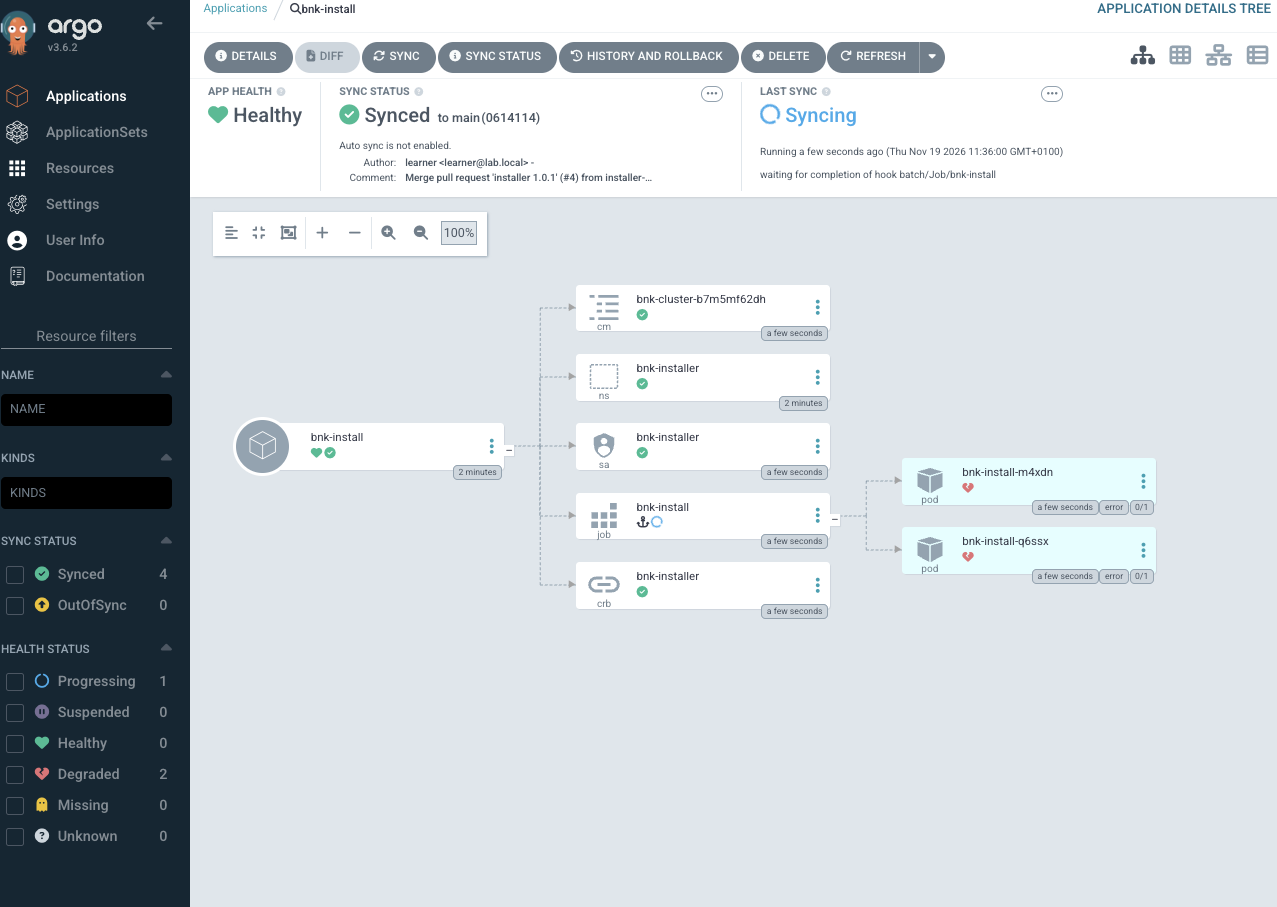 argo
v3.6.2
Applications
ApplicationSets
Resources
Settings
User Info
Documentation
Resource filters
NAME
NAME
KINDS
KINDS
SYNC STATUS
Synced 4
OutOfSync 0
HEALTH STATUS
Progressing 1
Suspended 0
Healthy 0
Degraded 2
Missing 0
Unknown 0
Applications / bnk-install
APPLICATION DETAILS TREE
DETAILS DIFF SYNC SYNC STATUS HISTORY AND ROLLBACK DELETE REFRESH
APP HEALTH
Healthy
SYNC STATUS
Synced to main (0614114)
Auto sync is not enabled.
Author: learner <learner@lab.local> -
Comment: Merge pull request 'installer 1.0.1' (#4) from installer-...
LAST SYNC
Syncing
Running a few seconds ago (Thu Nov 19 2026 11:36:00 GMT+0100)
waiting for completion of hook batch/Job/bnk-install
100%
bnk-install
2 minutes
bnk-cluster-b7m5mf62dh
cm
a few seconds
bnk-installer
ns
2 minutes
bnk-installer
sa
a few seconds
bnk-install
job
a few seconds
bnk-installer
crb
a few seconds
bnk-install-m4xdn
pod
a few seconds error 0/1
bnk-install-q6ssx
pod
a few seconds error 0/1